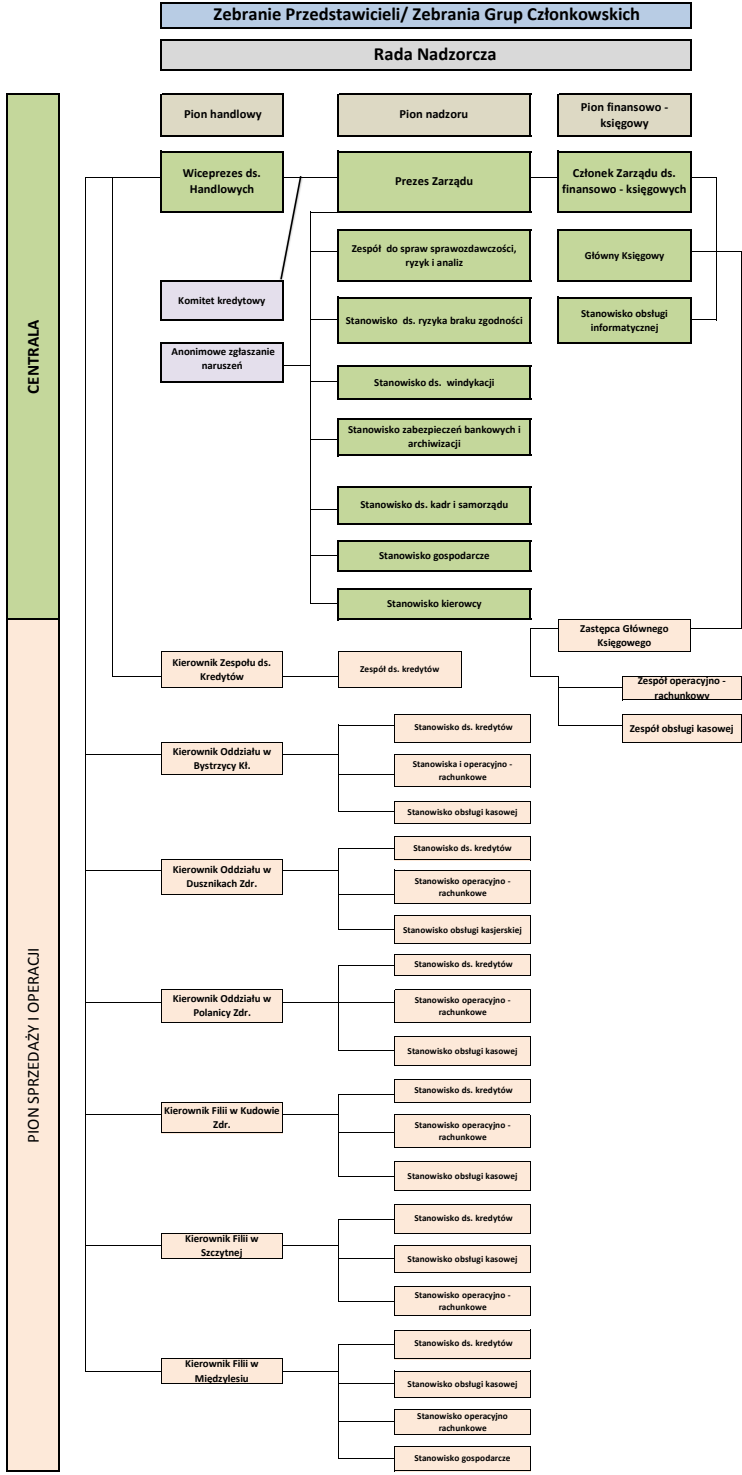 Zebranie Przedstawicieli/ Zebrania Grup Członkowskich
Rada Nadzorcza
Pion handlowy
Pion nadzoru
Pion finansowo -
księgowy
CENTRALA
Wiceprezes ds.
Handlowych
Prezes Zarządu
Członek Zarządu ds.
finansowo - księgowych
Zespół do spraw sprawozdawczości,
ryzyk i analiz
Główny Księgowy
Komitet kredytowy
Stanowisko ds. ryzyka braku zgodności
Stanowisko obsługi
informatycznej
Anonimowe zgłaszanie
naruszeń
Stanowisko ds. windykacji
Stanowisko zabezpieczeń bankowych i
archiwizacji
Stanowisko ds. kadr i samorządu
Stanowisko gospodarcze
Stanowisko kierowcy
PION SPRZEDAŻY I OPERACJI
Zastępca Głównego
Księgowego
Kierownik Zespołu ds.
Kredytów
Zespół ds. kredytów
Zespół operacyjno -
rachunkowy
Zespół obsługi kasowej
Kierownik Oddziału w
Bystrzycy Kł.
Stanowisko ds. kredytów
Stanowiska i operacyjno -
rachunkowe
Stanowisko obsługi kasowej
Kierownik Oddziału w
Dusznikach Zdr.
Stanowisko ds. kredytów
Stanowisko operacyjno -
rachunkowe
Stanowisko obsługi kasjerskiej
Kierownik Oddziału w
Polanicy Zdr.
Stanowisko ds. kredytów
Stanowisko operacyjno -
rachunkowe
Stanowisko obsługi kasowej
Kierownik Filii w Kudowie
Zdr.
Stanowisko ds. kredytów
Stanowisko operacyjno -
rachunkowe
Stanowisko obsługi kasowej
Kierownik Filii w
Szczytnej
Stanowisko ds. kredytów
Stanowisko obsługi kasowej
Stanowisko operacyjno -
rachunkowe
Kierownik Filii w
Międzylesiu
Stanowisko ds. kredytów
Stanowisko obsługi kasowej
Stanowisko operacyjno
rachunkowe
Stanowisko gospodarcze